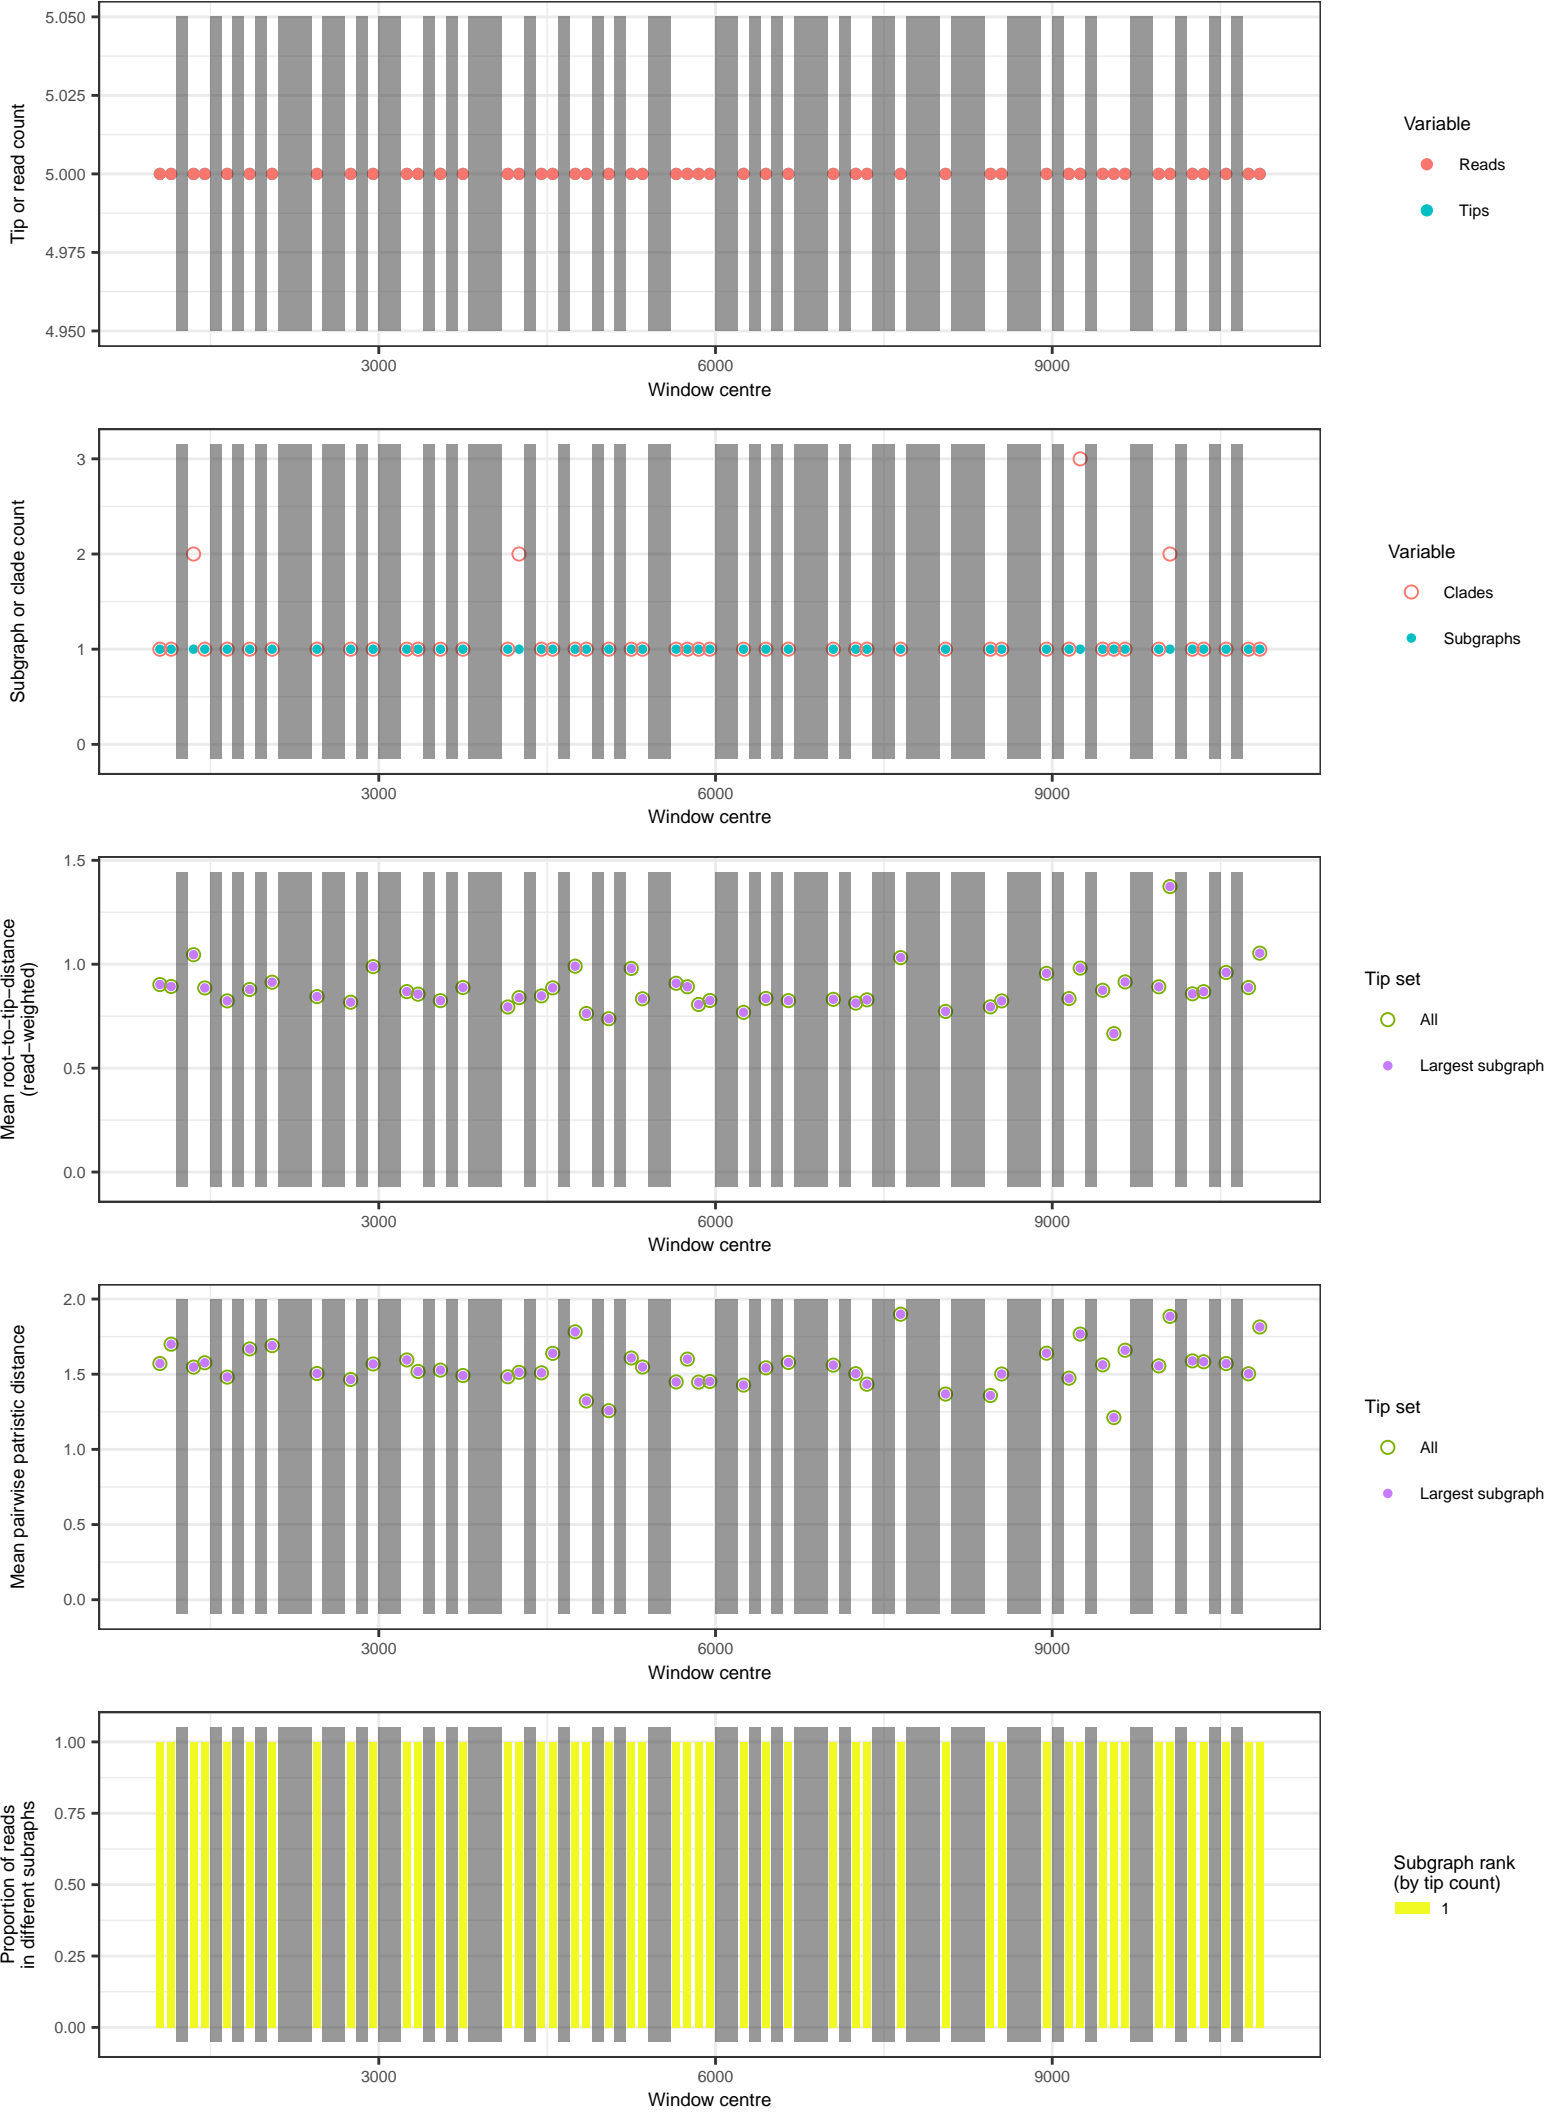 5.050
5.025
5.000
4.975
4.950
Tip or read count
3000 6000 9000
Window centre
Variable
Reads
Tips
3
2
1
0
Subgraph or clade count
3000 6000 9000
Window centre
Variable
Clades
Subgraphs
1.5
1.0
0.5
0.0
Mean root−to−tip−distance
(read−weighted)
3000 6000 9000
Window centre
Tip set
All
Largest subgraph
2.0
1.5
1.0
0.5
0.0
Mean pairwise patristic distance
3000 6000 9000
Window centre
Tip set
All
Largest subgraph
1.00
0.75
0.50
0.25
0.00
Proportion of reads
in different subraphs
3000 6000 9000
Window centre
Subgraph rank
(by tip count)
1